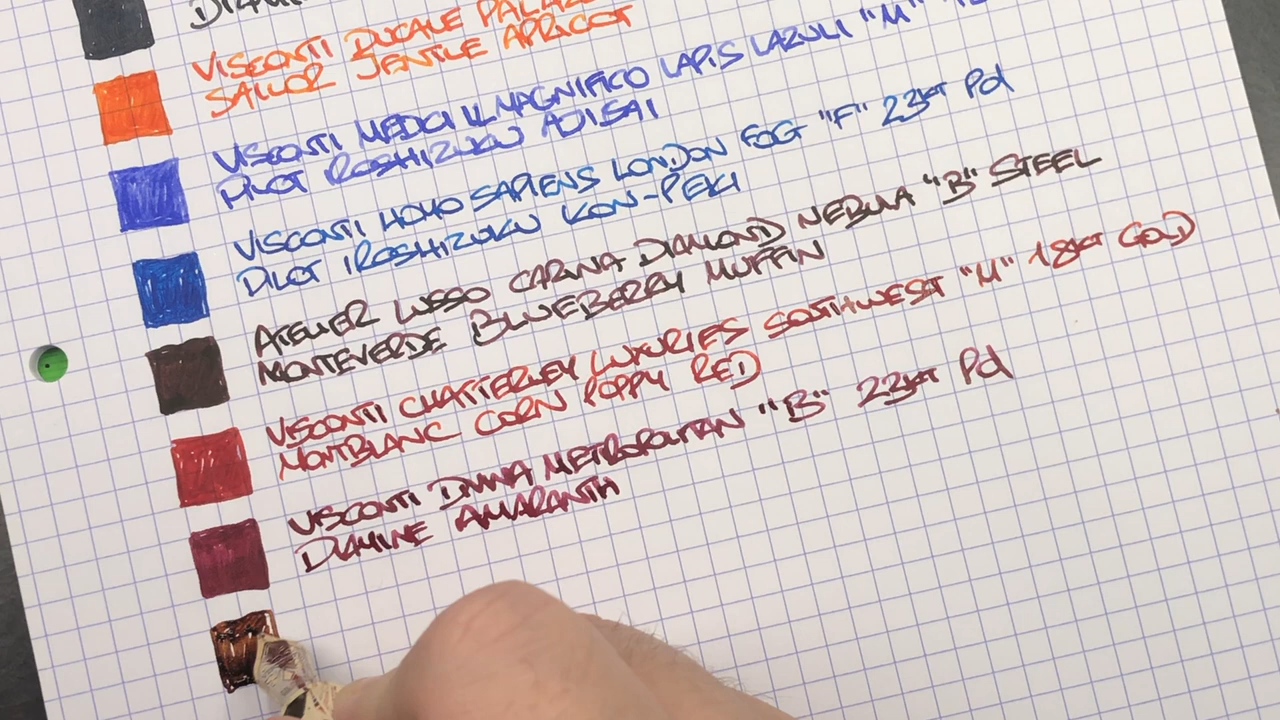 VISCONTI DUCALE
SAILOR JENTILE APRICOT
VISCONTI MEDICI IL MAGNIFICO LAPIS LAZULI "M"
PILOT IROSHIZUKU AJISAI
VISCONTI HOMO SAPIENS LONDON FOG "F" 23kt Pd
PILOT IROSHIZUKU KON-PEKI
ATELIER LUSSO CARINA DIAMOND NEBULA "B" STEEL
MONTEVERDE BLUEBERRY MUFFIN
VISCONTI CHATTERLEY LUXURIES SOUTHWEST "M" 18kt GOLD
MONTBLANC CORN POPPY RED
VISCONTI DIVINA METROPOLITAN "B" 23kt Pd
DIAMINE AMARANTH